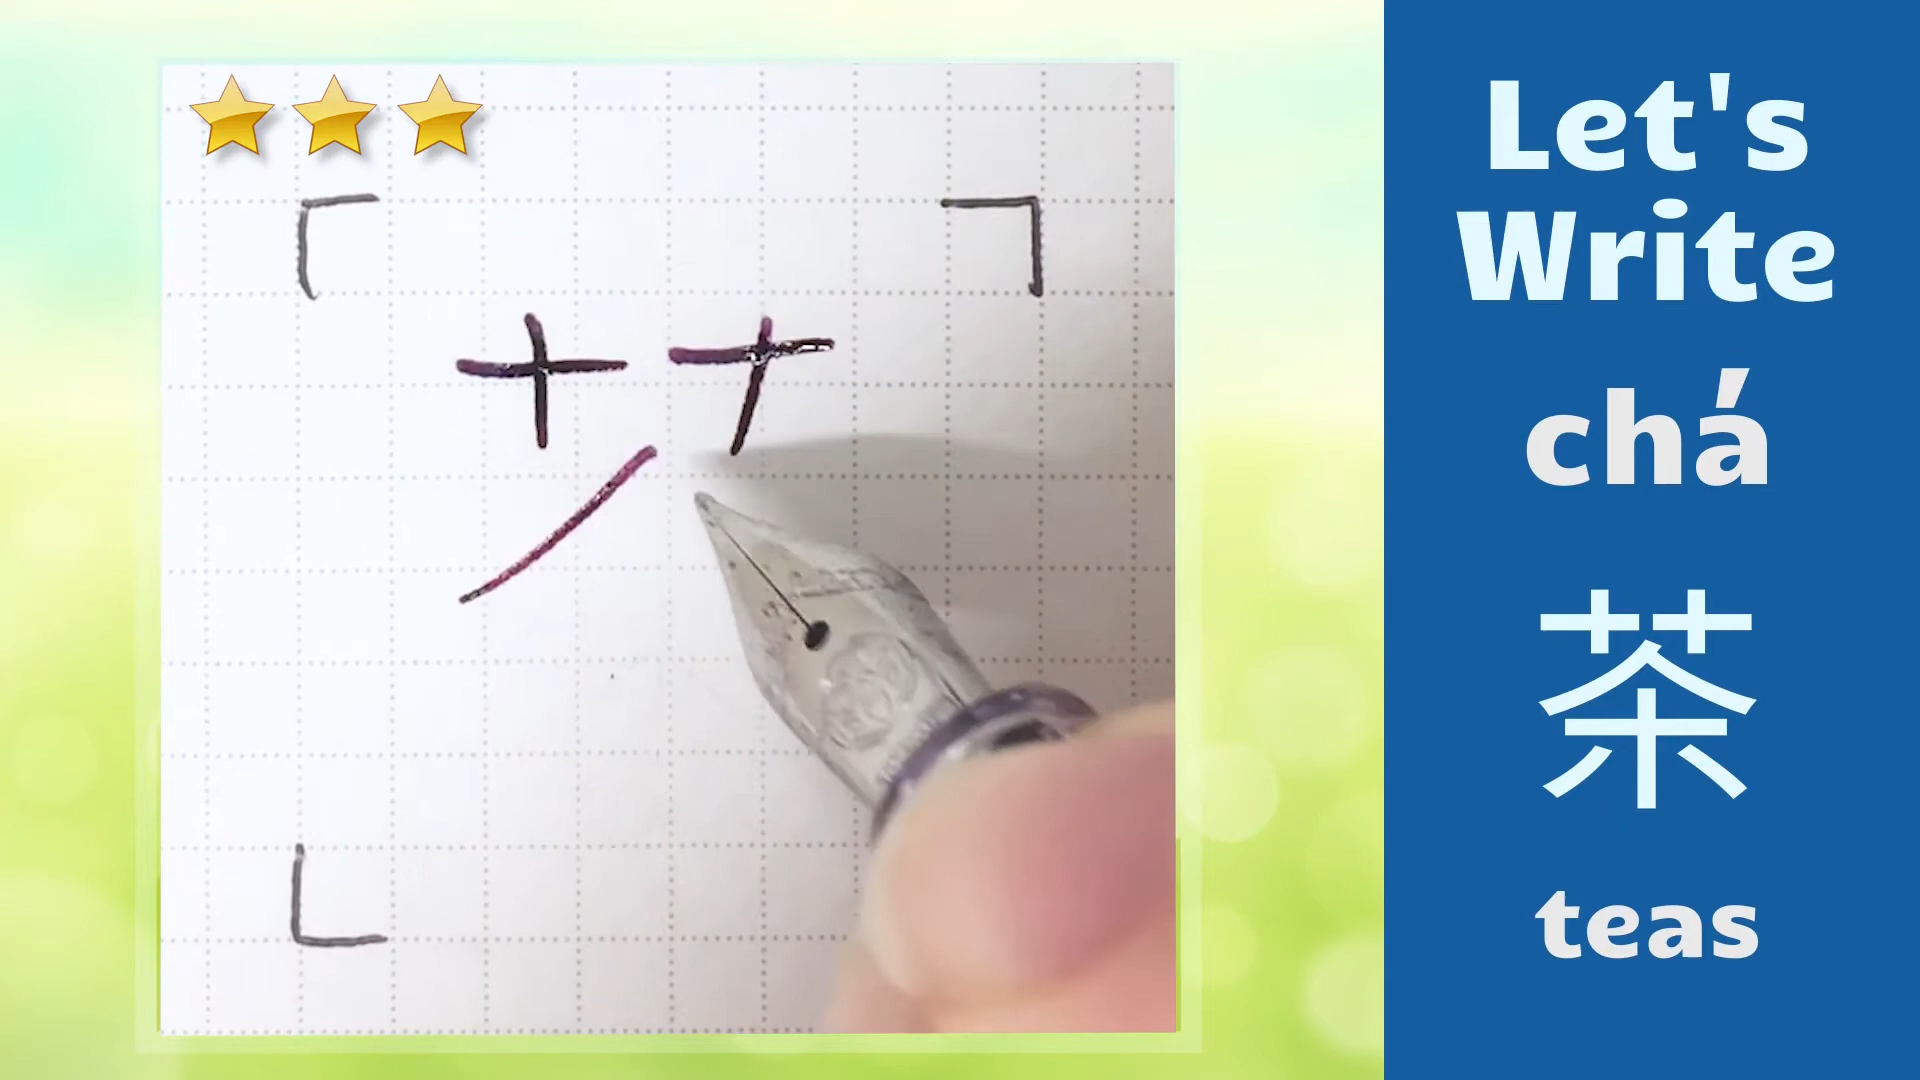 Let's
Write
chá
茶
teas